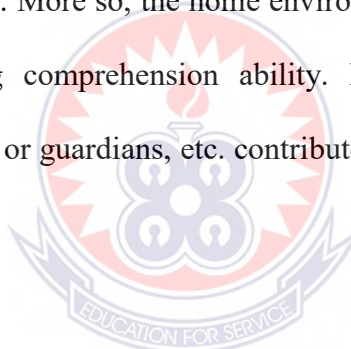 . More so, the home enviro
comprehension ability.
or guardians, etc. contribut
EDUCATION FOR SERVICE